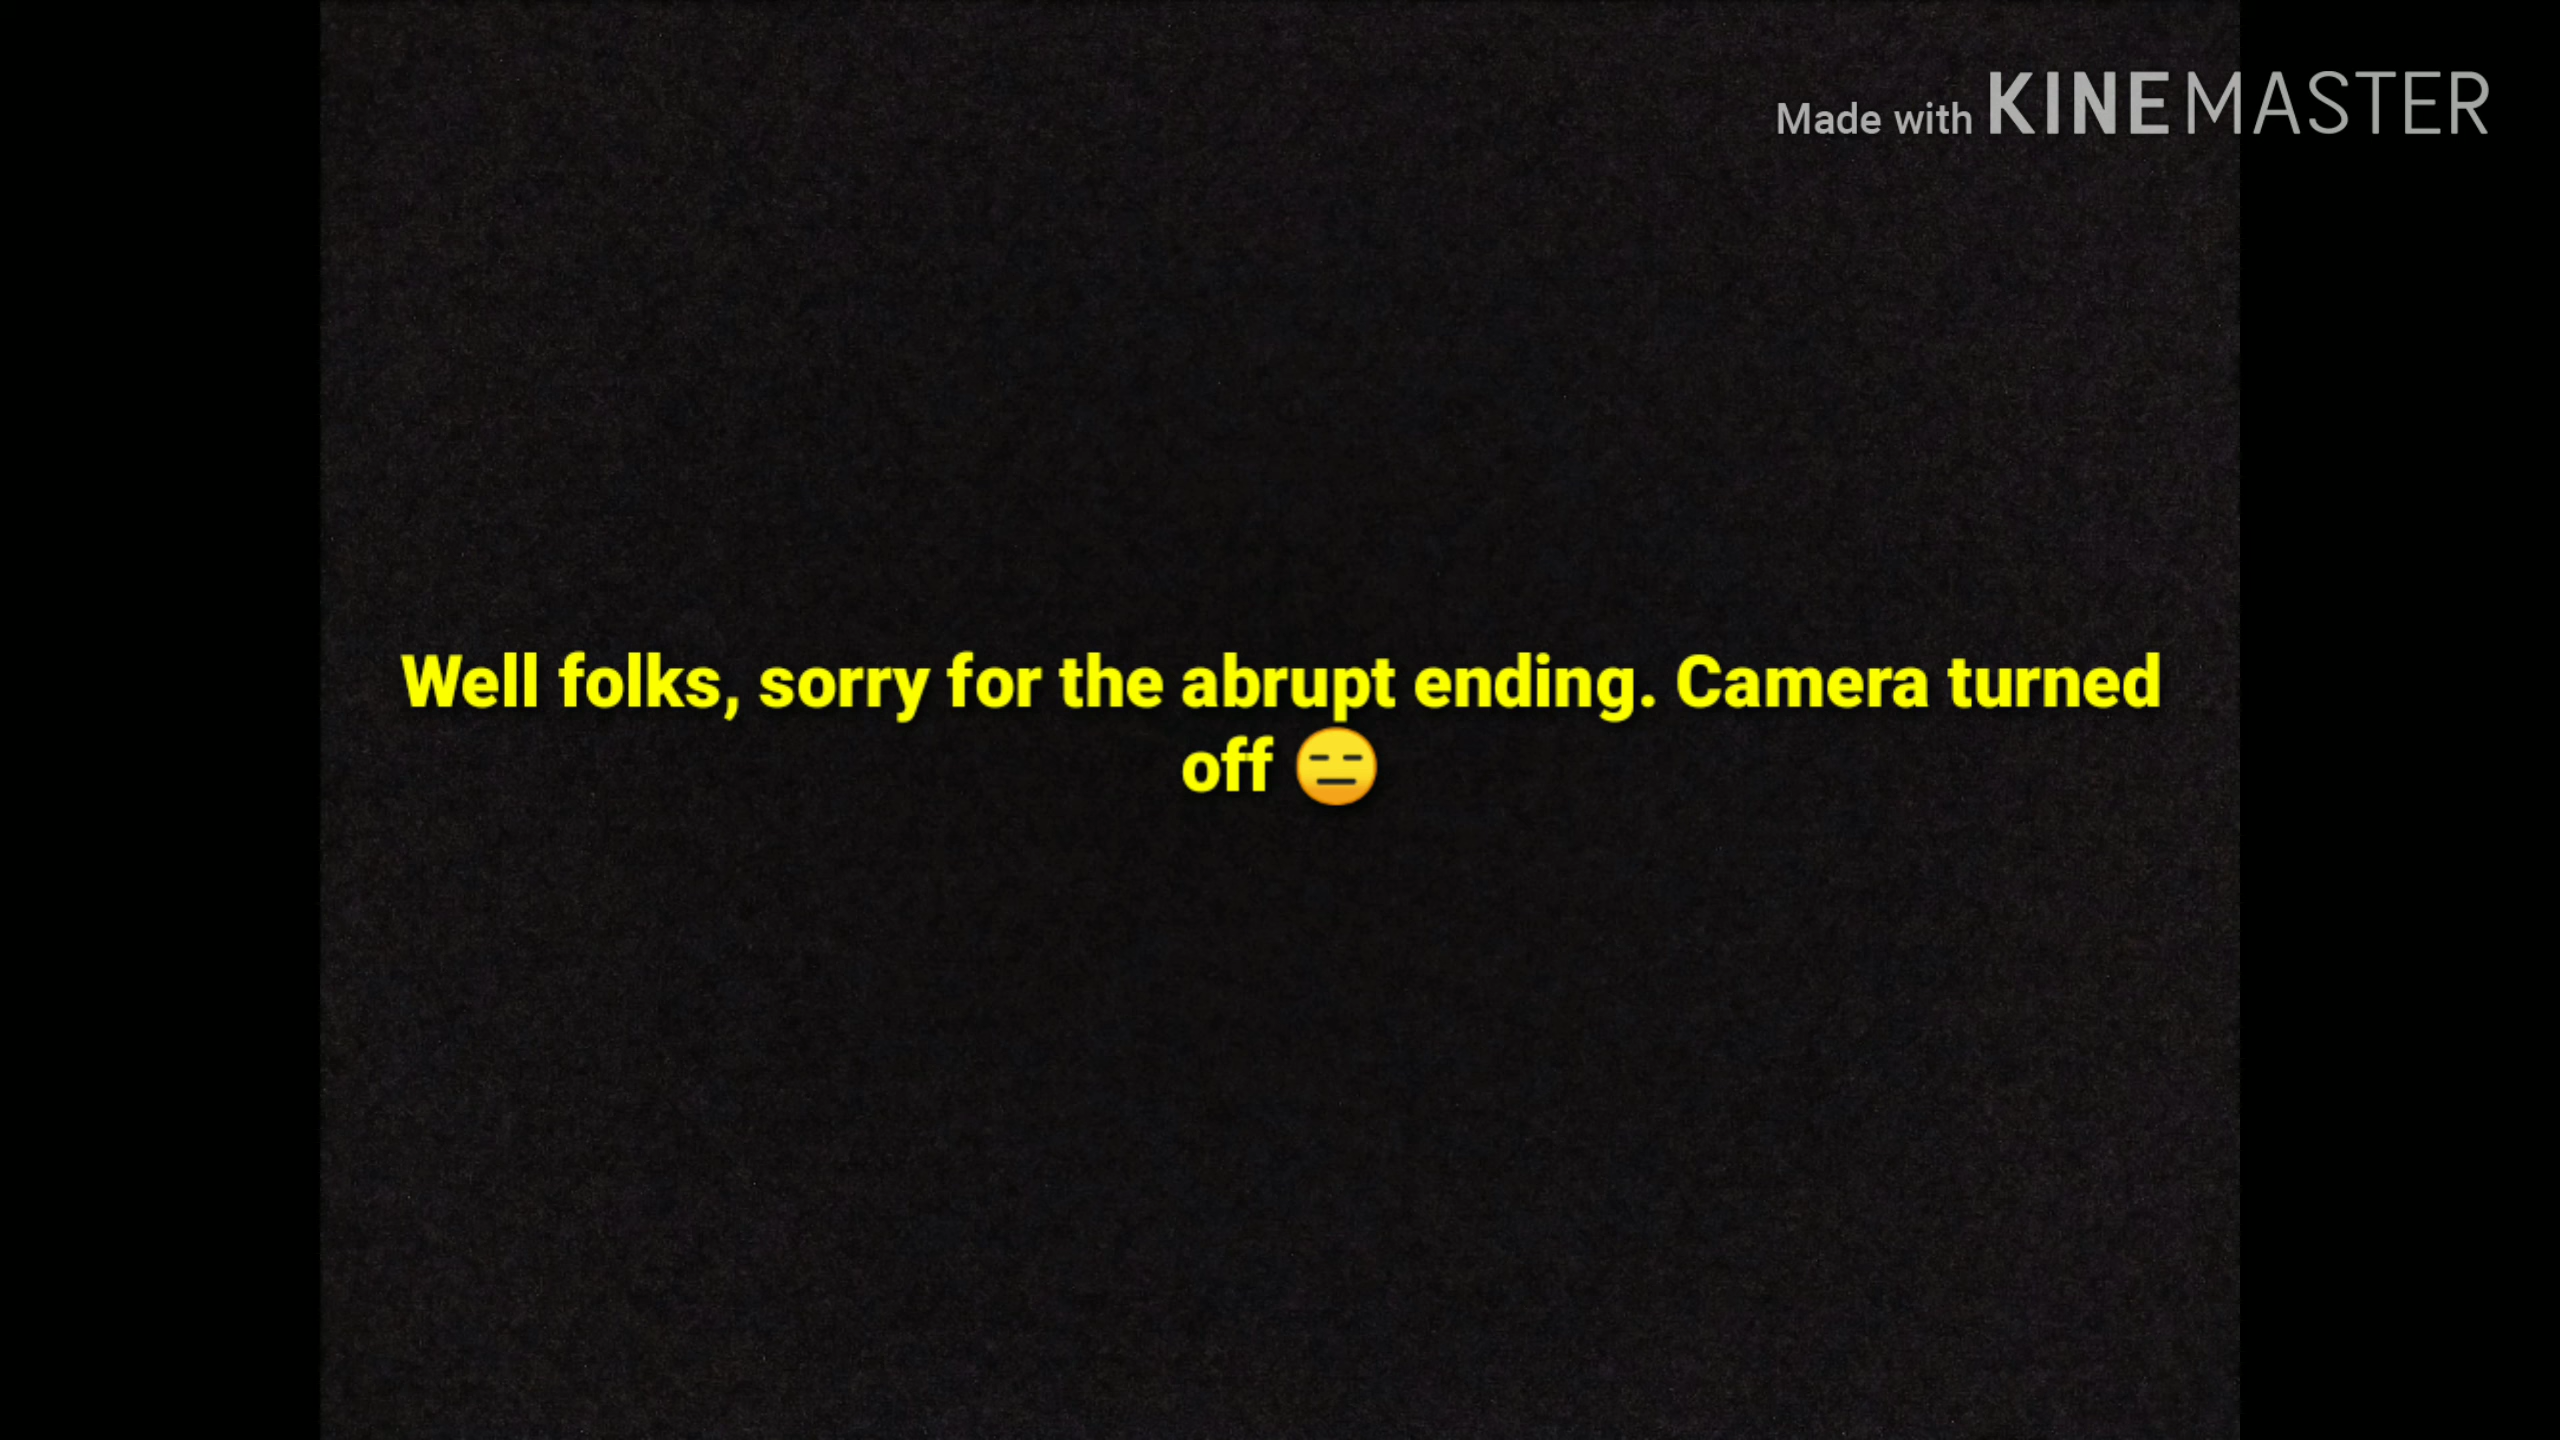 Made with KINEMASTER
Well folks, sorry for the abrupt ending. Camera turned
off 😑